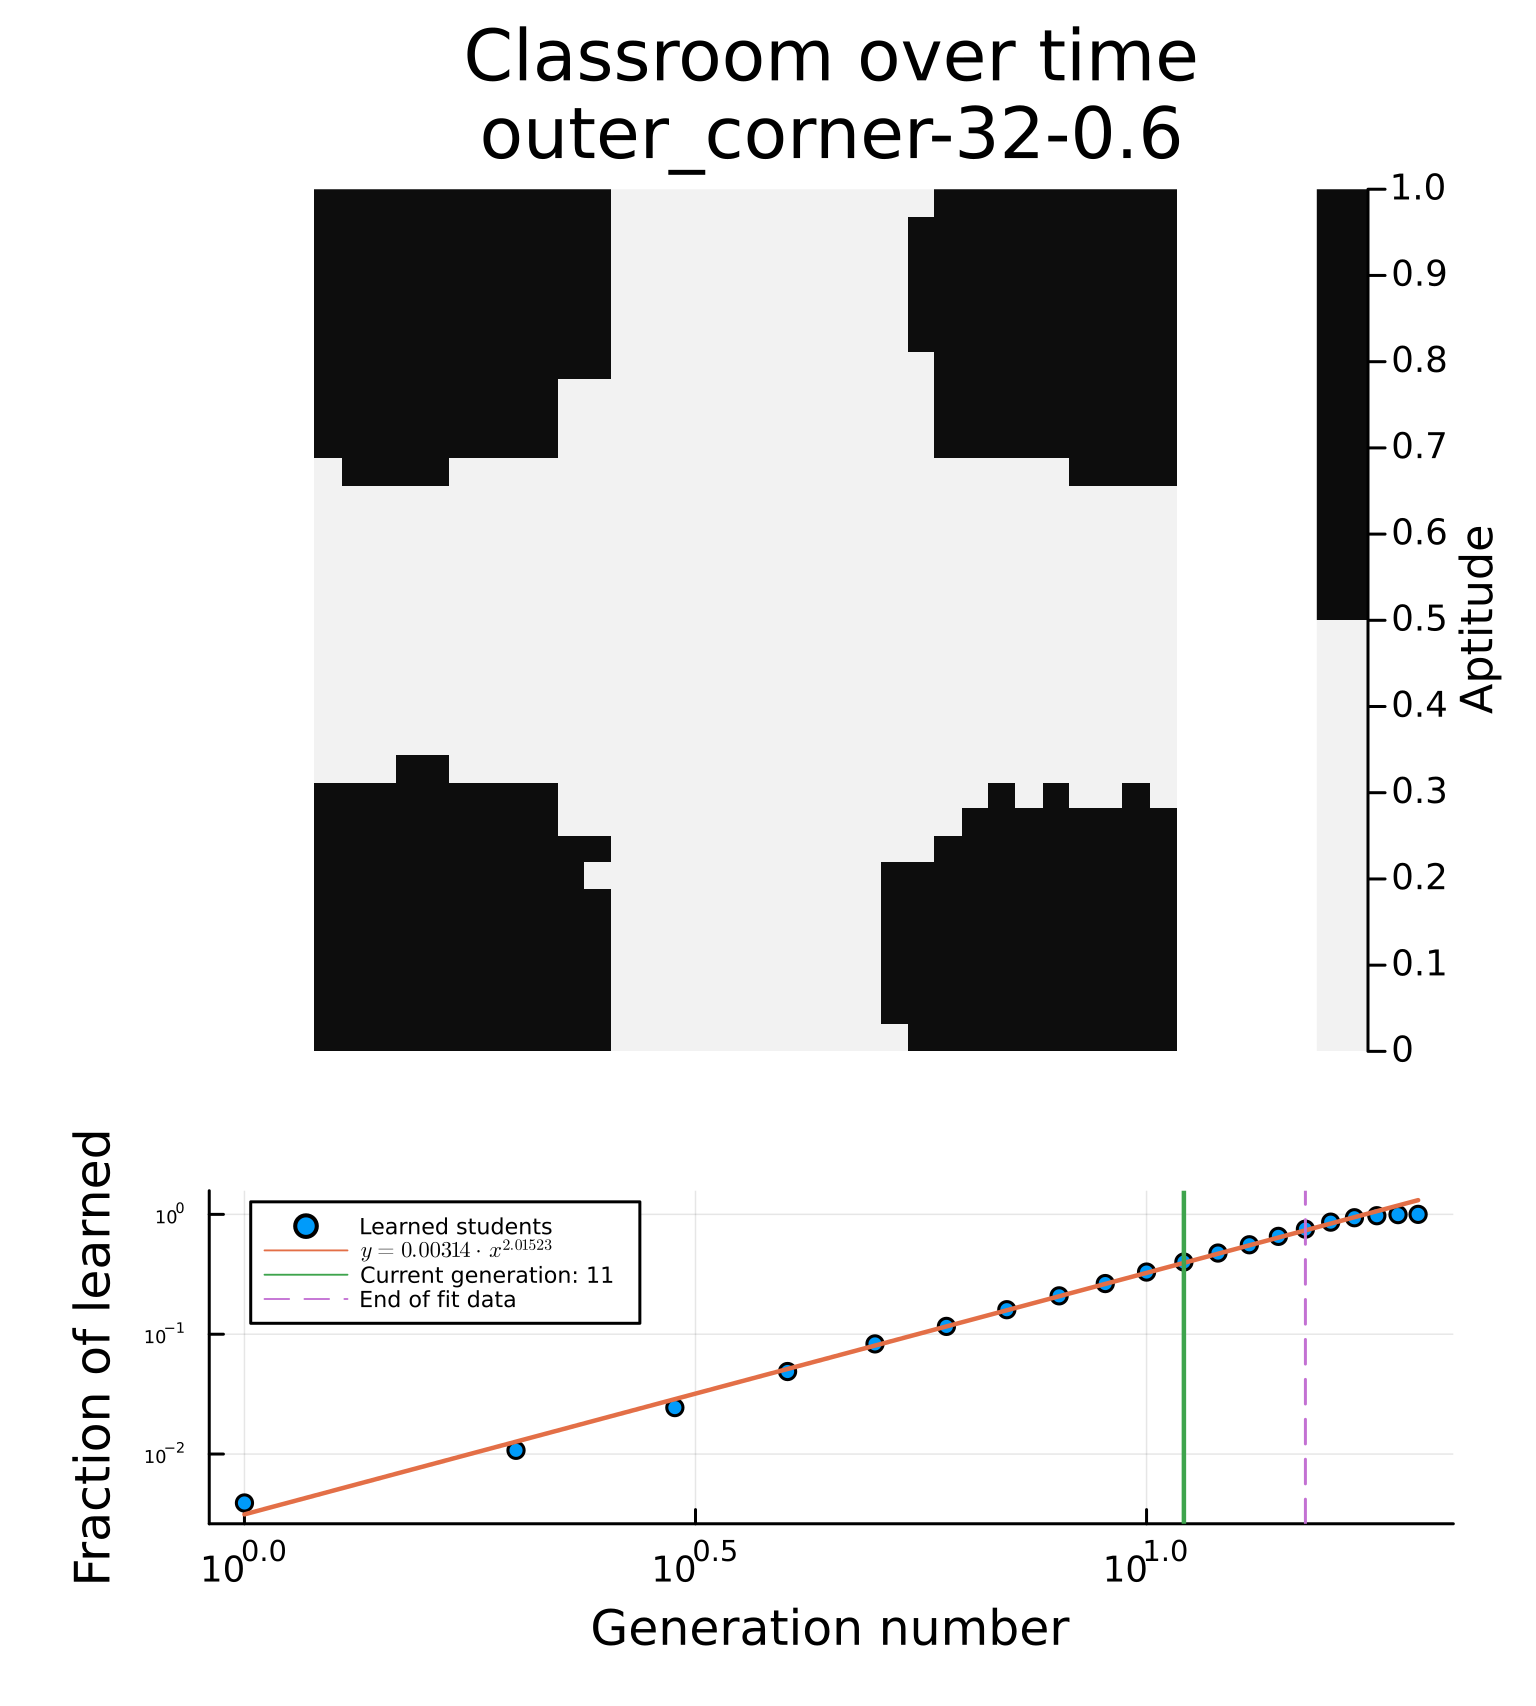 Classroom over time
outer_corner-32-0.6
1.0
0.9
0.8
0.7
0.6
0.5
0.4
0.3
0.2
0.1
0
Aptitude
Fraction of learned
10^0
10^-1
10^-2
Learned students
y = 0.00314 · x^2.01523
Current generation: 11
End of fit data
10^0.0
10^0.5
10^1.0
Generation number